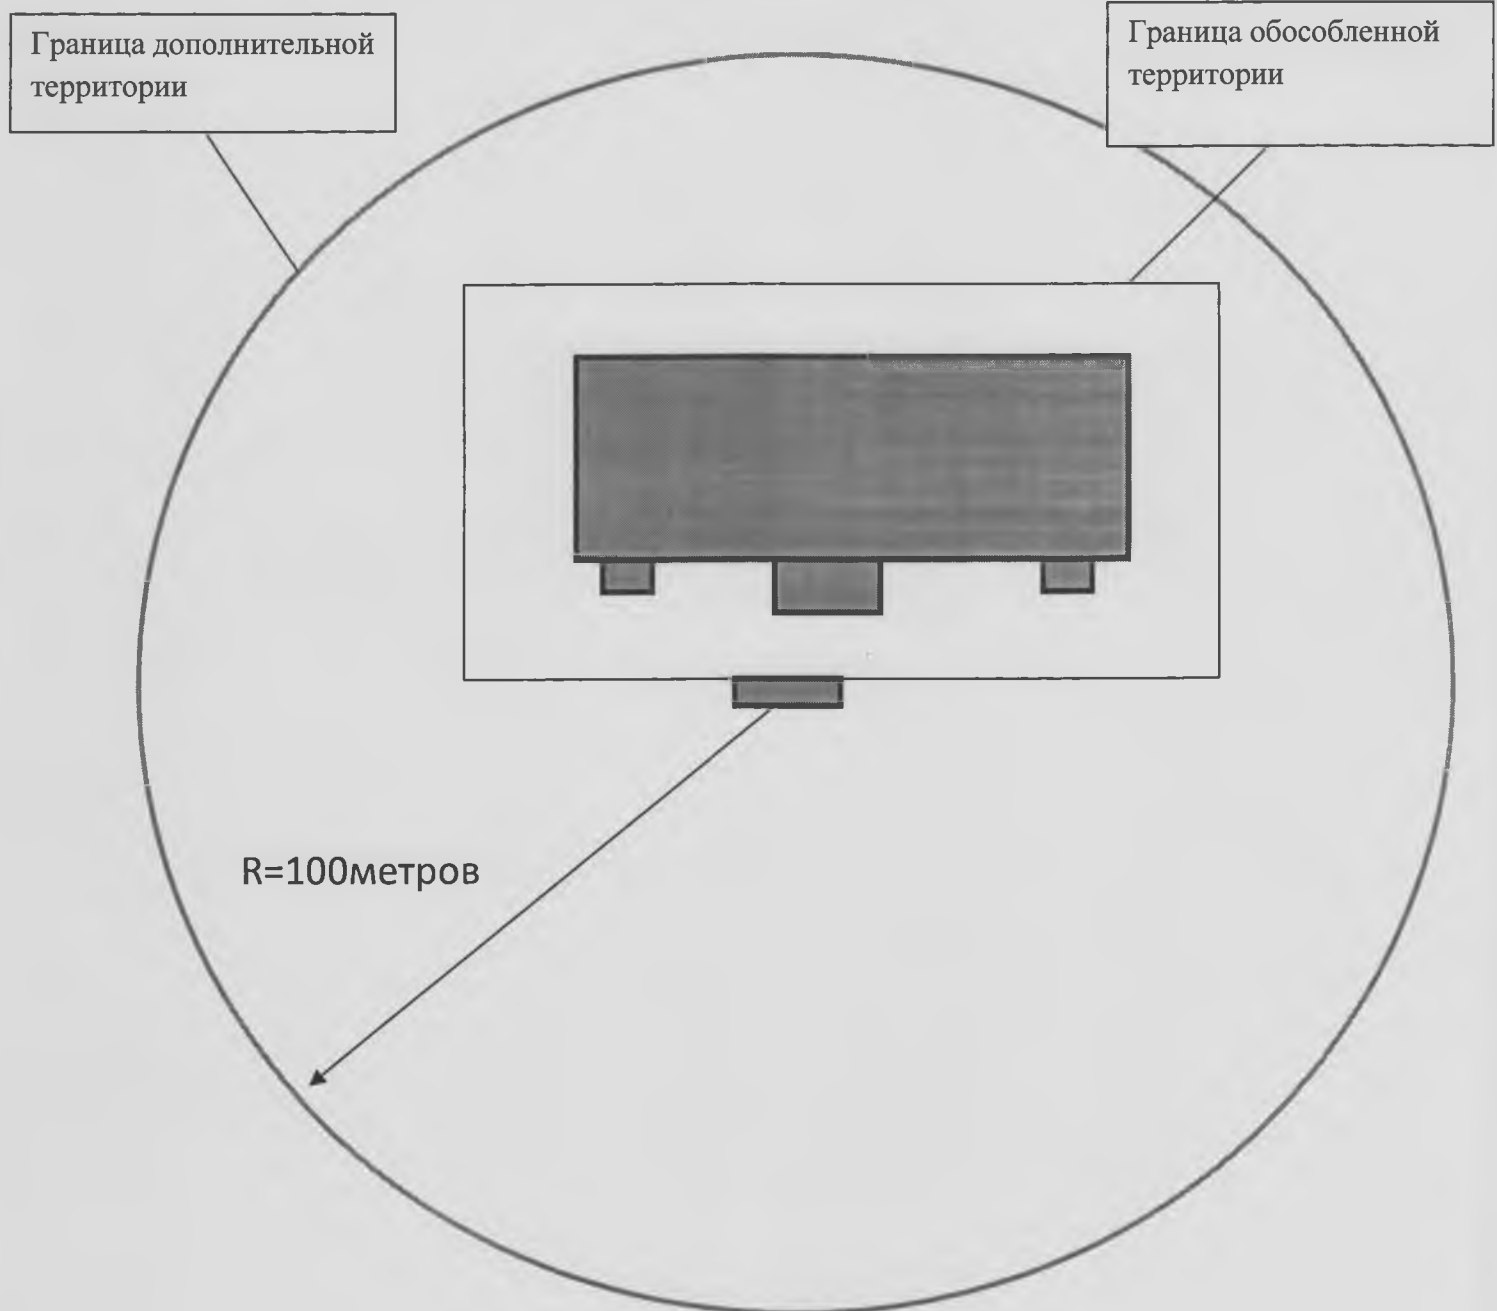 Граница дополнительной
территории
Граница обособленной
территории
R=100метров